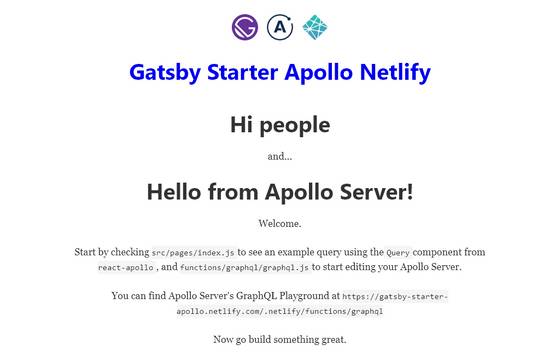 Gatsby Starter Apollo Netlify
Hi people
and...
Hello from Apollo Server!
Welcome.
Start by checking src/pages/index.js to see an example query using the Query component from
react-apollo , and functions/graphql/graphql.js to start editing your Apollo Server.
You can find Apollo Server's GraphQL Playground at https://gatsby-starter-
apollo.netlify.com/.netlify/functions/graphql
Now go build something great.